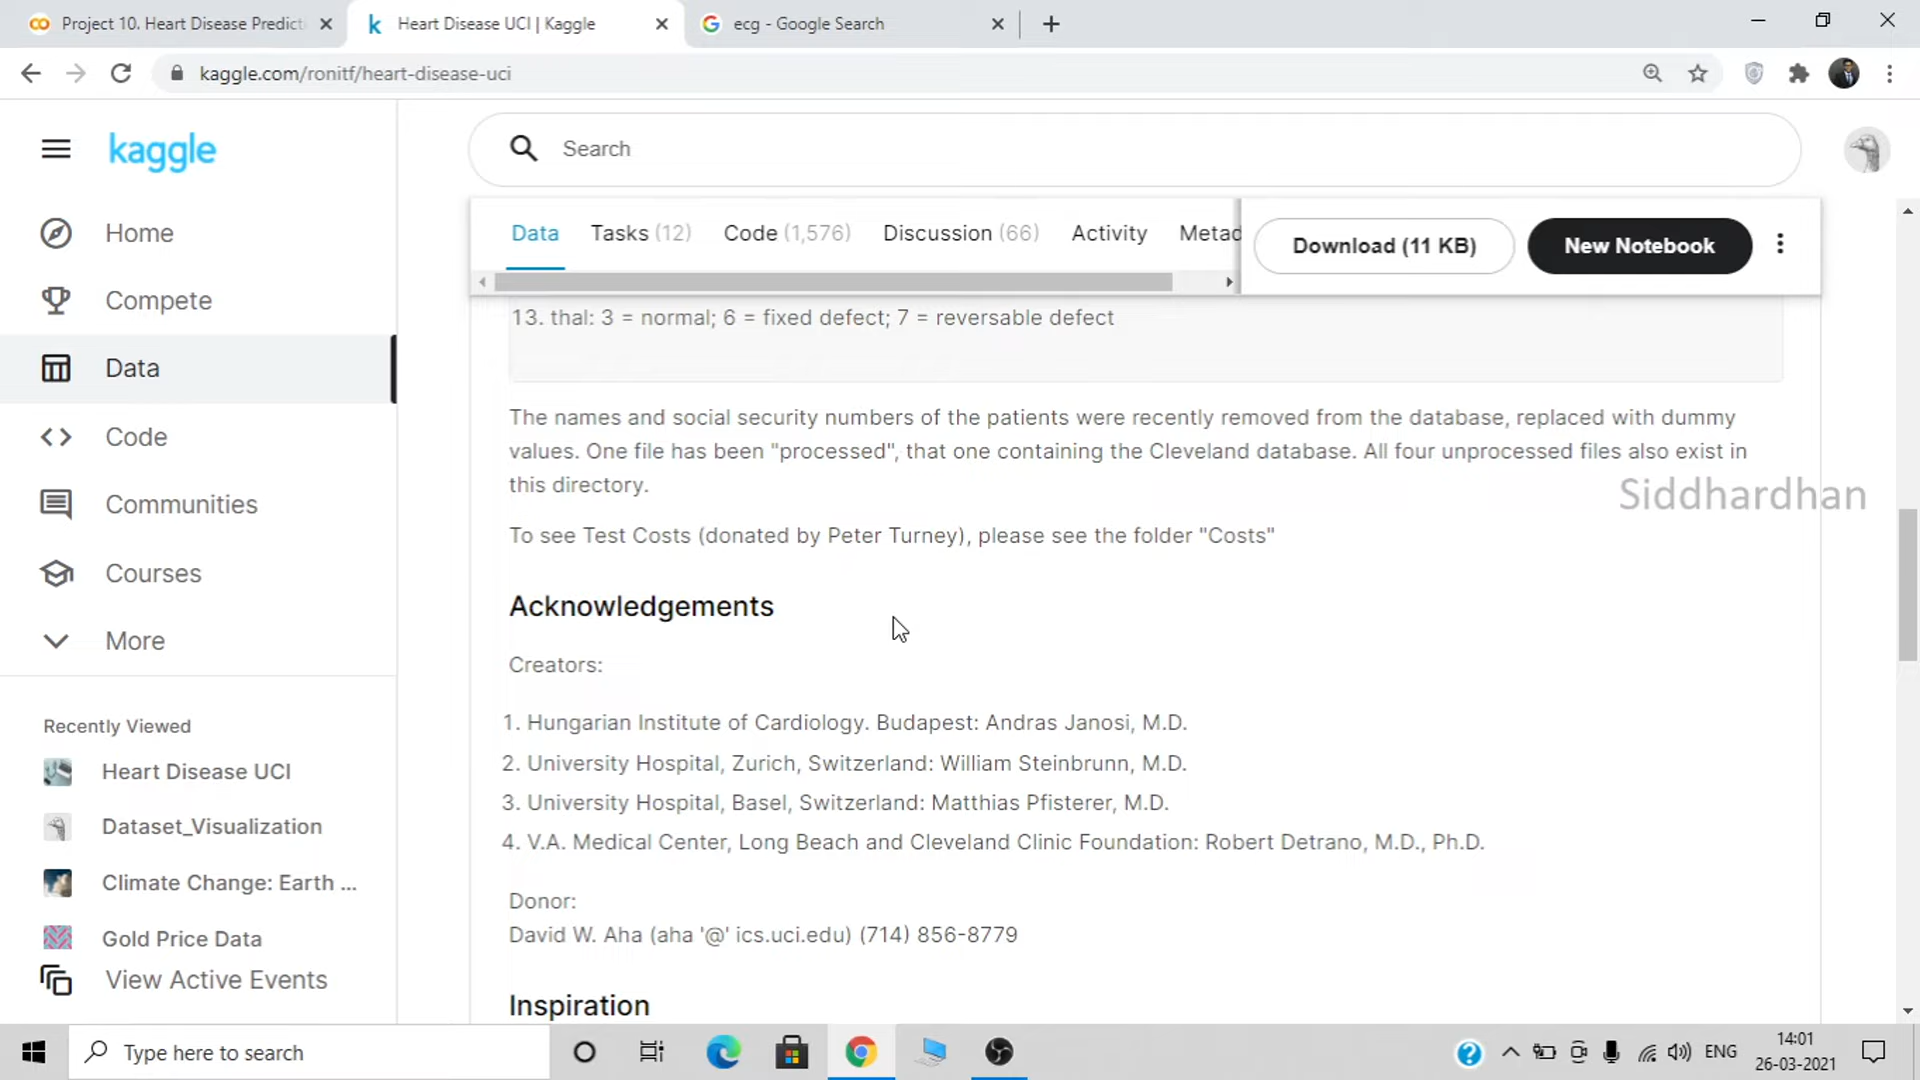 Project 10. Heart Disease Predict
Heart Disease UCI | Kaggle
ecg - Google Search
kaggle.com/ronitf/heart-disease-uci
kaggle
Search
Home
Compete
Data
Code
Communities
Courses
More
Recently Viewed
Heart Disease UCI
Dataset_Visualization
Climate Change: Earth ...
Gold Price Data
View Active Events
Data Tasks (12) Code (1,576) Discussion (66) Activity Metad
Download (11 KB)
New Notebook
13. thal: 3 = normal; 6 = fixed defect; 7 = reversable defect
The names and social security numbers of the patients were recently removed from the database, replaced with dummy
values. One file has been "processed", that one containing the Cleveland database. All four unprocessed files also exist in
this directory.
Siddhardhan
To see Test Costs (donated by Peter Turney), please see the folder "Costs"
Acknowledgements
Creators:
1. Hungarian Institute of Cardiology. Budapest: Andras Janosi, M.D.
2. University Hospital, Zurich, Switzerland: William Steinbrunn, M.D.
3. University Hospital, Basel, Switzerland: Matthias Pfisterer, M.D.
4. V.A. Medical Center, Long Beach and Cleveland Clinic Foundation: Robert Detrano, M.D., Ph.D.
Donor:
David W. Aha (aha '@' ics.uci.edu) (714) 856-8779
Inspiration
Type here to search
ENG
14:01
26-03-2021